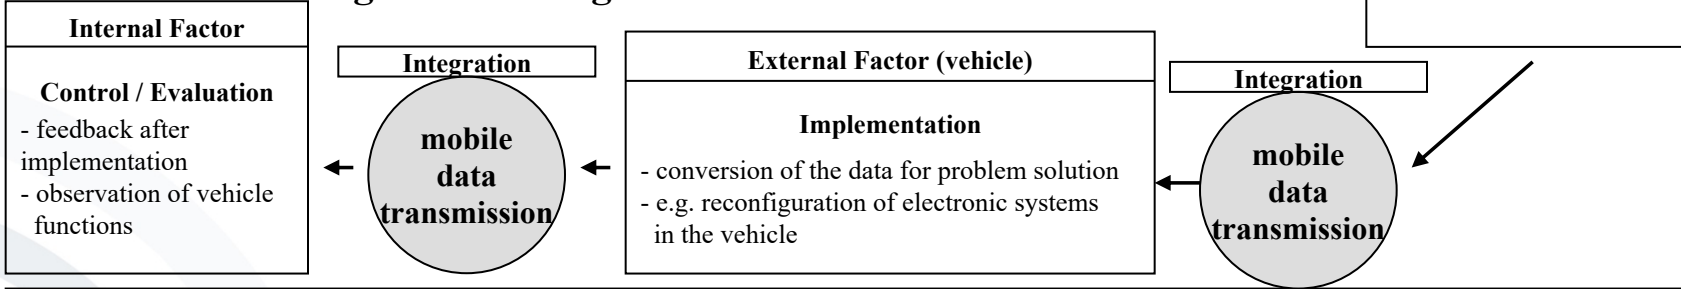 Internal Factor
Control / Evaluation
- feedback after
implementation
- observation of vehicle
functions
Integration
mobile
data
transmission
External Factor (vehicle)
Implementation
- conversion of the data for problem solution
- e.g. reconfiguration of electronic systems
in the vehicle
Integration
mobile
data
transmission